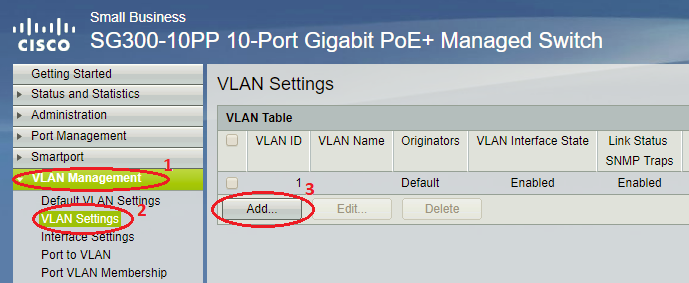 Small Business
CISCO
SG300-10PP 10-Port Gigabit PoE+ Managed Switch
Getting Started
Status and Statistics
Administration
Port Management
Smartport
VLAN Management
1
Default VLAN Settings
VLAN Settings
2
Interface Settings
Port to VLAN
Port VLAN Membership
VLAN Settings
VLAN Table
VLAN ID VLAN Name Originators VLAN Interface State Link Status
SNMP Traps
1 Default Enabled Enabled
3
Add... Edit... Delete